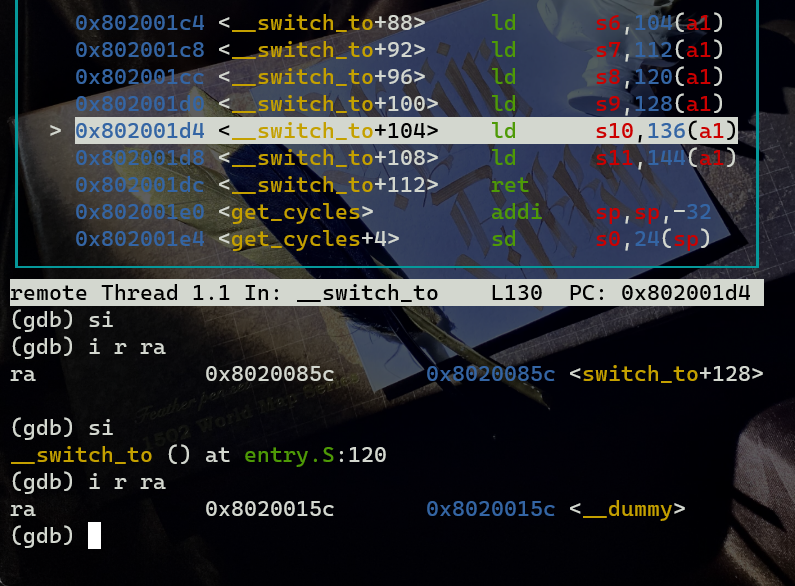 0x802001c4 <__switch_to+88> ld s6,104(a1)
0x802001c8 <__switch_to+92> ld s7,112(a1)
0x802001cc <__switch_to+96> ld s8,120(a1)
0x802001d0 <__switch_to+100> ld s9,128(a1)
> 0x802001d4 <__switch_to+104> ld s10,136(a1)
0x802001d8 <__switch_to+108> ld s11,144(a1)
0x802001dc <__switch_to+112> ret
0x802001e0 <get_cycles> addi sp,sp,-32
0x802001e4 <get_cycles+4> sd s0,24(sp)
remote Thread 1.1 In: __switch_to L130 PC: 0x802001d4
(gdb) si
(gdb) i r ra
ra 0x8020085c 0x8020085c <switch_to+128>
(gdb) si
__switch_to () at entry.S:120
(gdb) i r ra
ra 0x8020015c 0x8020015c <__dummy>
(gdb)